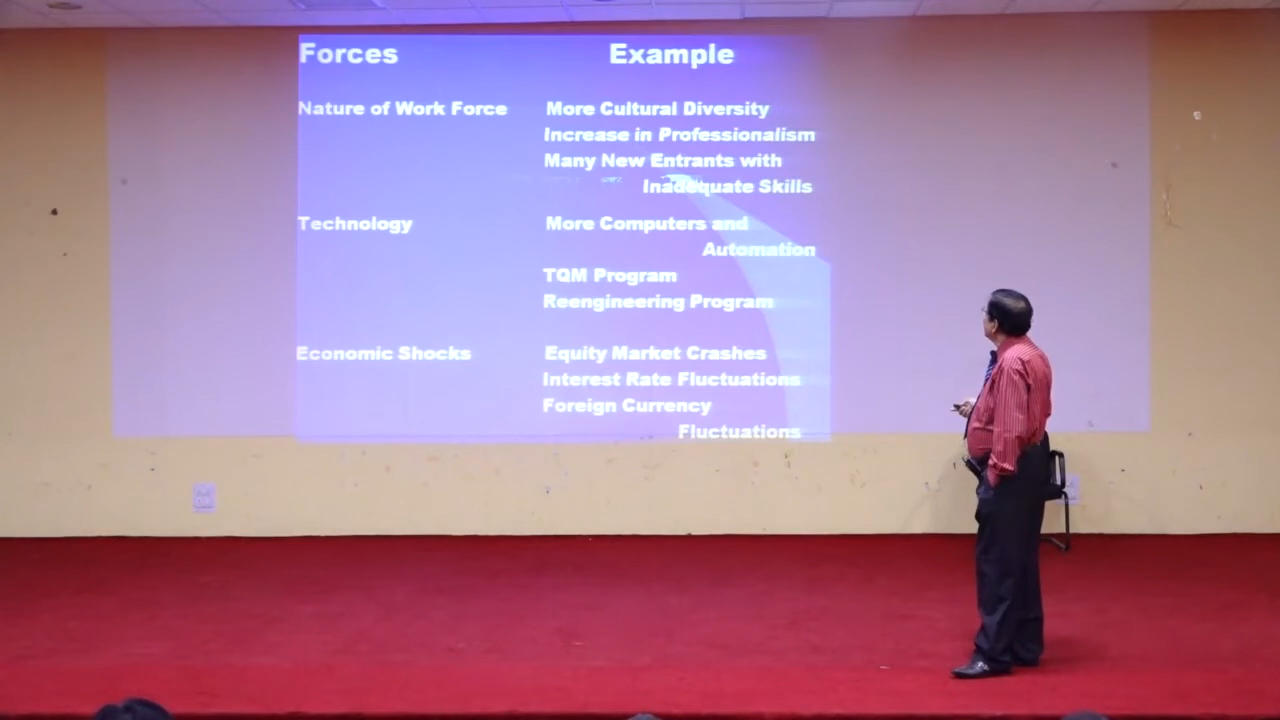 Forces Example
Nature of Work Force More Cultural Diversity
Increase in Professionalism
Many New Entrants with
Inadequate Skills
Technology More Computers and
Automation
TQM Program
Reengineering Program
Economic Shocks Equity Market Crashes
Interest Rate Fluctuations
Foreign Currency
Fluctuations